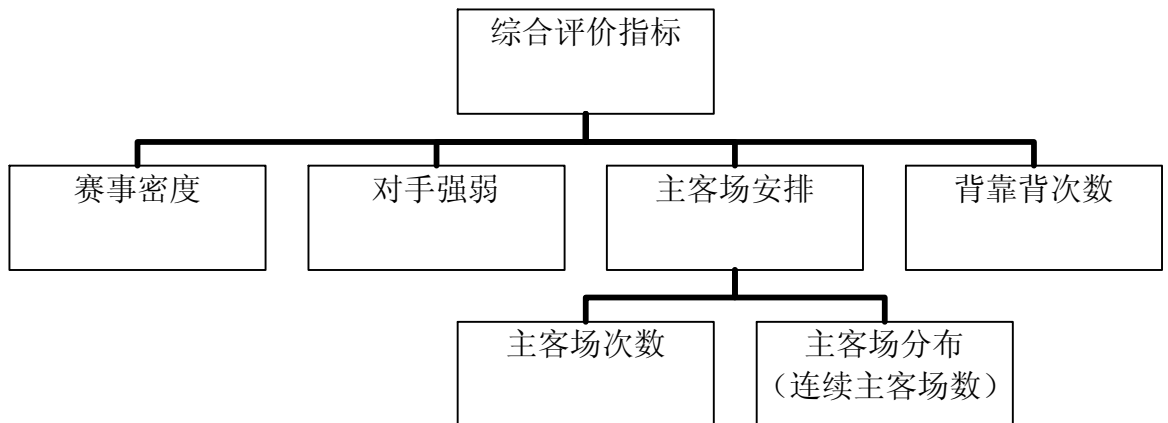 综合评价指标
赛事密度
对手强弱
主客场安排
背靠背次数
主客场次数
主客场分布
（连续主客场数）